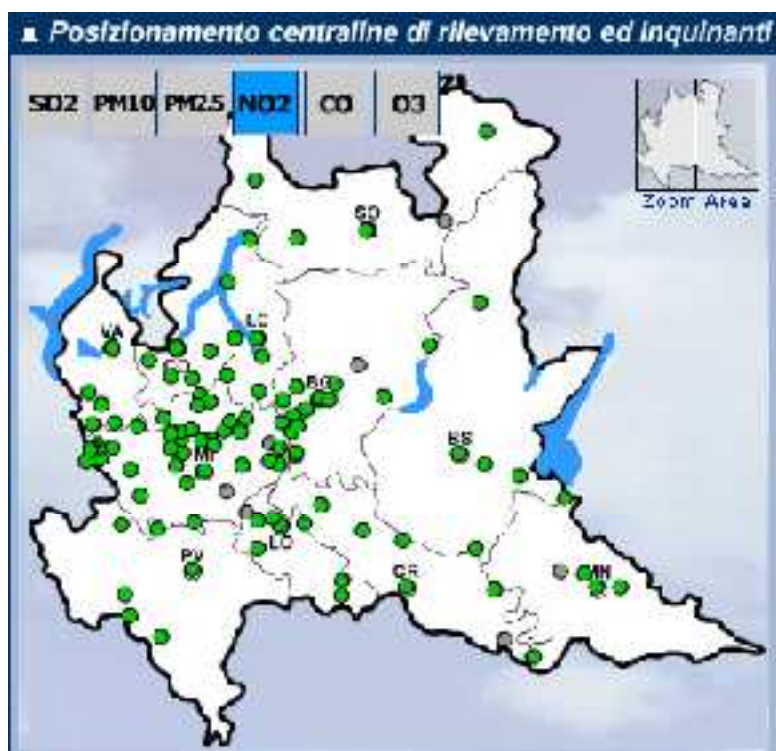 Posizionamento centraline di rilevamento ed inquinanti
SO2 PM10 PM2.5 NO2 CO O3
Zoom Area
SO
VA
LC
BG
BS
MI
LO
PV
CR
MN